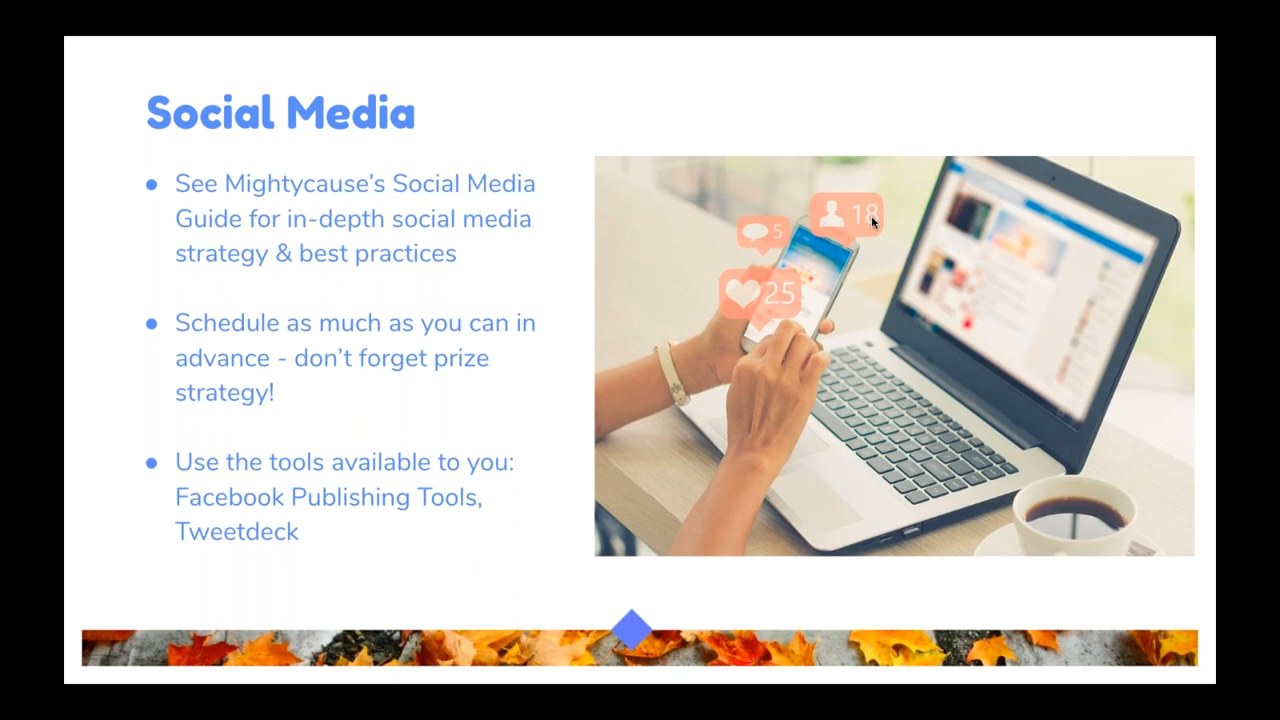 Social Media
● See Mightycause’s Social Media
Guide for in-depth social media
strategy & best practices
● Schedule as much as you can in
advance - don’t forget prize
strategy!
● Use the tools available to you:
Facebook Publishing Tools,
Tweetdeck
18
5
25